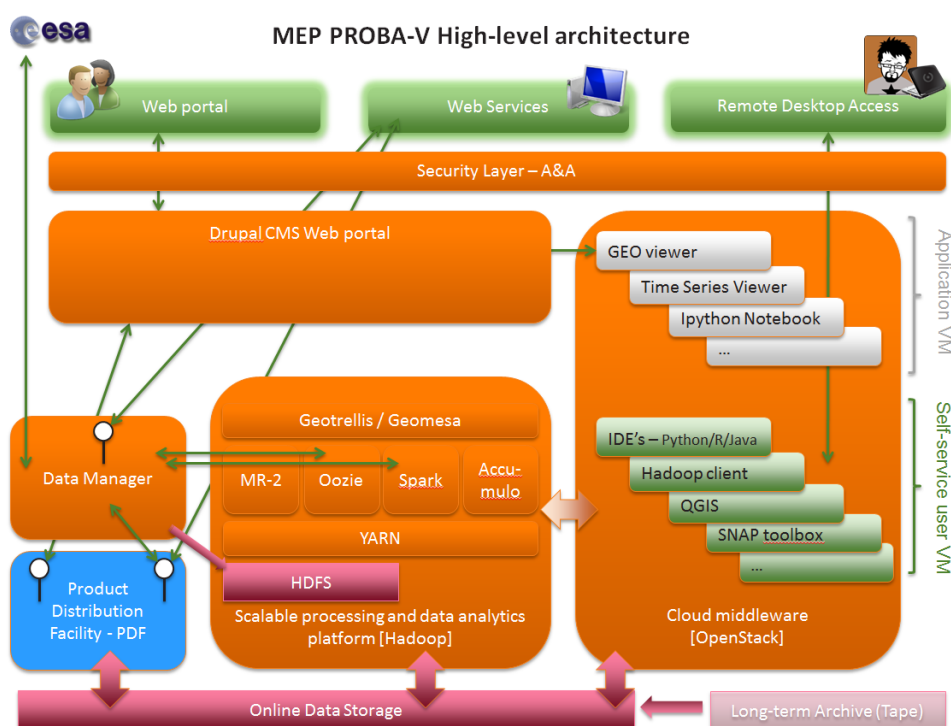 esa
MEP PROBA-V High-level architecture
Web portal
Web Services
Remote Desktop Access
Security Layer – A&A
Drupal CMS Web portal
GEO viewer
Time Series Viewer
Ipython Notebook
...
Application VM
Geotrellis / Geomesa
MR-2
Oozie
Spark
Accu-
mulo
YARN
HDFS
Scalable processing and data analytics
platform [Hadoop]
Data Manager
Product
Distribution
Facility - PDF
IDE's – Python/R/Java
Hadoop client
QGIS
SNAP toolbox
...
Self-service user VM
Cloud middleware
[OpenStack]
Online Data Storage
Long-term Archive (Tape)